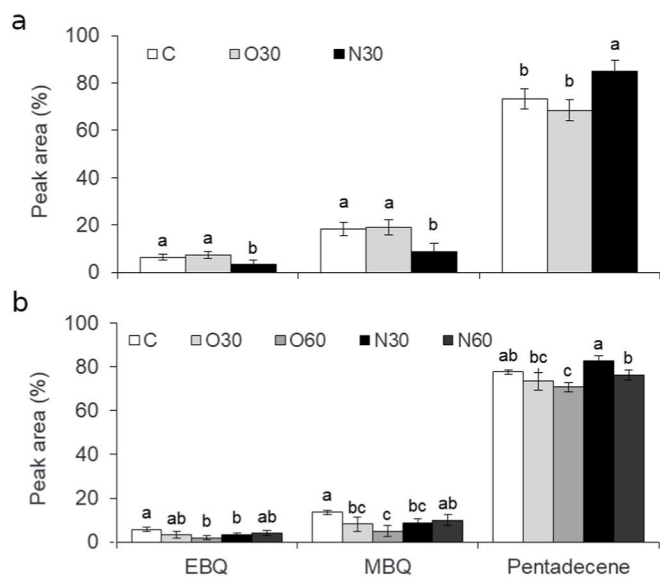 a
100
C O30 N30
a
b b
80
60
Peak area (%)
40
a a
b
20
a a b
0
b
100
C O30 O60 N30 N60
a
ab bc c b
80
60
Peak area (%)
40
a
bc c bc ab
20
a ab b b ab
0
EBQ MBQ Pentadecene